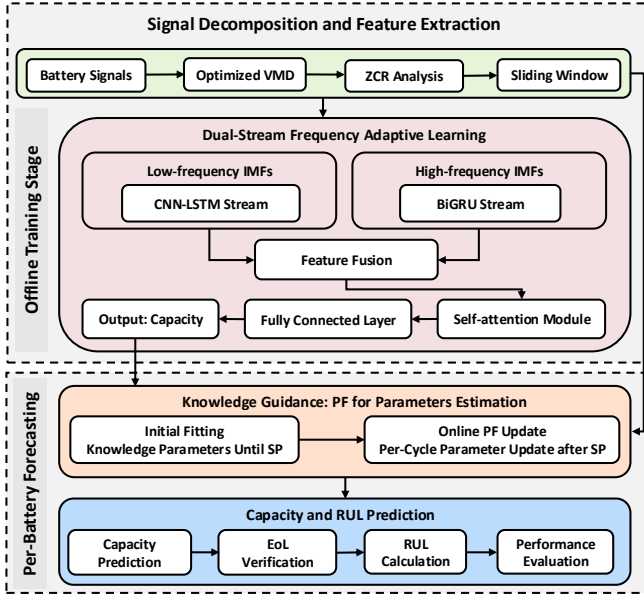 Signal Decomposition and Feature Extraction
Battery Signals
Optimized VMD
ZCR Analysis
Sliding Window
Offline Training Stage
Dual-Stream Frequency Adaptive Learning
Low-frequency IMFs
CNN-LSTM Stream
High-frequency IMFs
BiGRU Stream
Feature Fusion
Output: Capacity
Fully Connected Layer
Self-attention Module
Per-Battery Forecasting
Knowledge Guidance: PF for Parameters Estimation
Initial Fitting
Knowledge Parameters Until SP
Online PF Update
Per-Cycle Parameter Update after SP
Capacity and RUL Prediction
Capacity
Prediction
EoL
Verification
RUL
Calculation
Performance
Evaluation